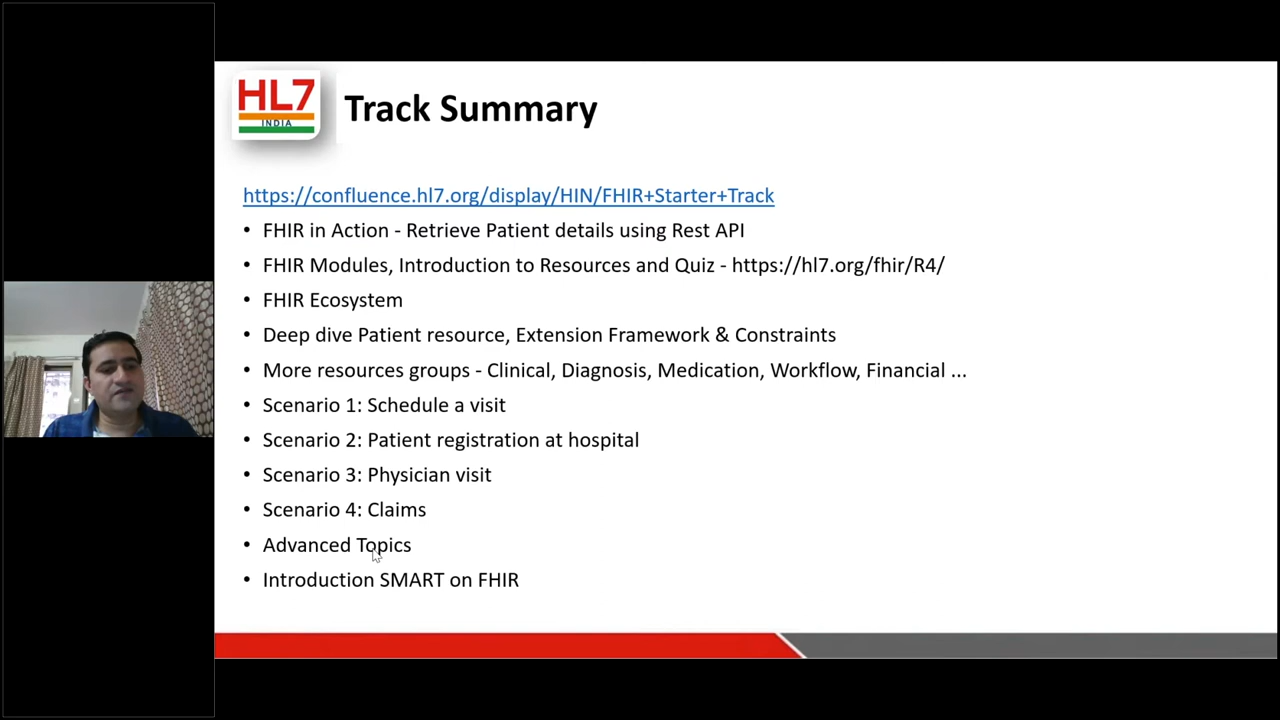 HL7
INDIA
Track Summary
https://confluence.hl7.org/display/HIN/FHIR+Starter+Track
• FHIR in Action - Retrieve Patient details using Rest API
• FHIR Modules, Introduction to Resources and Quiz - https://hl7.org/fhir/R4/
• FHIR Ecosystem
• Deep dive Patient resource, Extension Framework & Constraints
• More resources groups - Clinical, Diagnosis, Medication, Workflow, Financial ...
• Scenario 1: Schedule a visit
• Scenario 2: Patient registration at hospital
• Scenario 3: Physician visit
• Scenario 4: Claims
• Advanced Topics
• Introduction SMART on FHIR